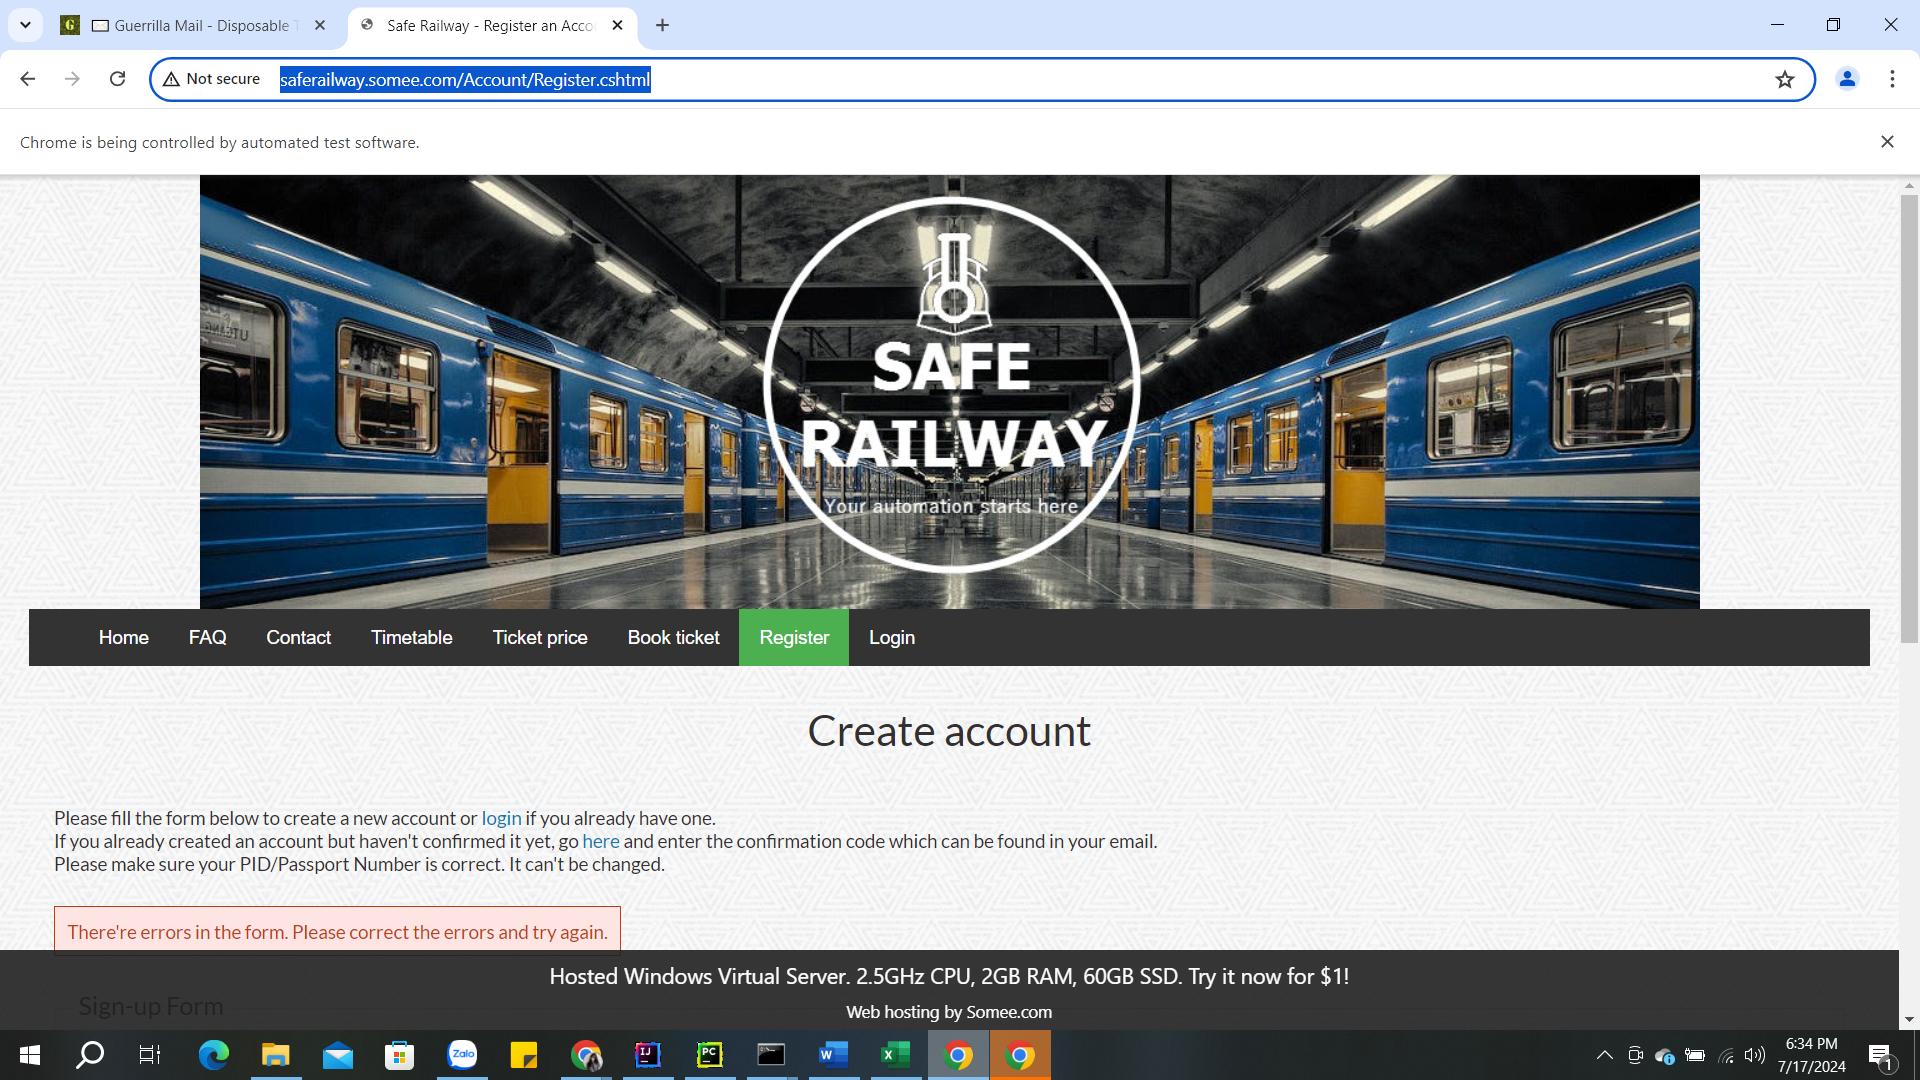 Guerrilla Mail - Disposable T
Safe Railway - Register an Acco
Not secure
saferailway.somee.com/Account/Register.cshtml
Chrome is being controlled by automated test software.
SAFE
RAILWAY
Your automation starts here
Home
FAQ
Contact
Timetable
Ticket price
Book ticket
Register
Login
Create account
Please fill the form below to create a new account or login if you already have one.
If you already created an account but haven't confirmed it yet, go here and enter the confirmation code which can be found in your email.
Please make sure your PID/Passport Number is correct. It can't be changed.
There're errors in the form. Please correct the errors and try again.
Hosted Windows Virtual Server. 2.5GHz CPU, 2GB RAM, 60GB SSD. Try it now for $1!
Sign-up Form
Web hosting by Somee.com
Zalo
IJ
PC
W
X
6:34 PM
7/17/2024
1